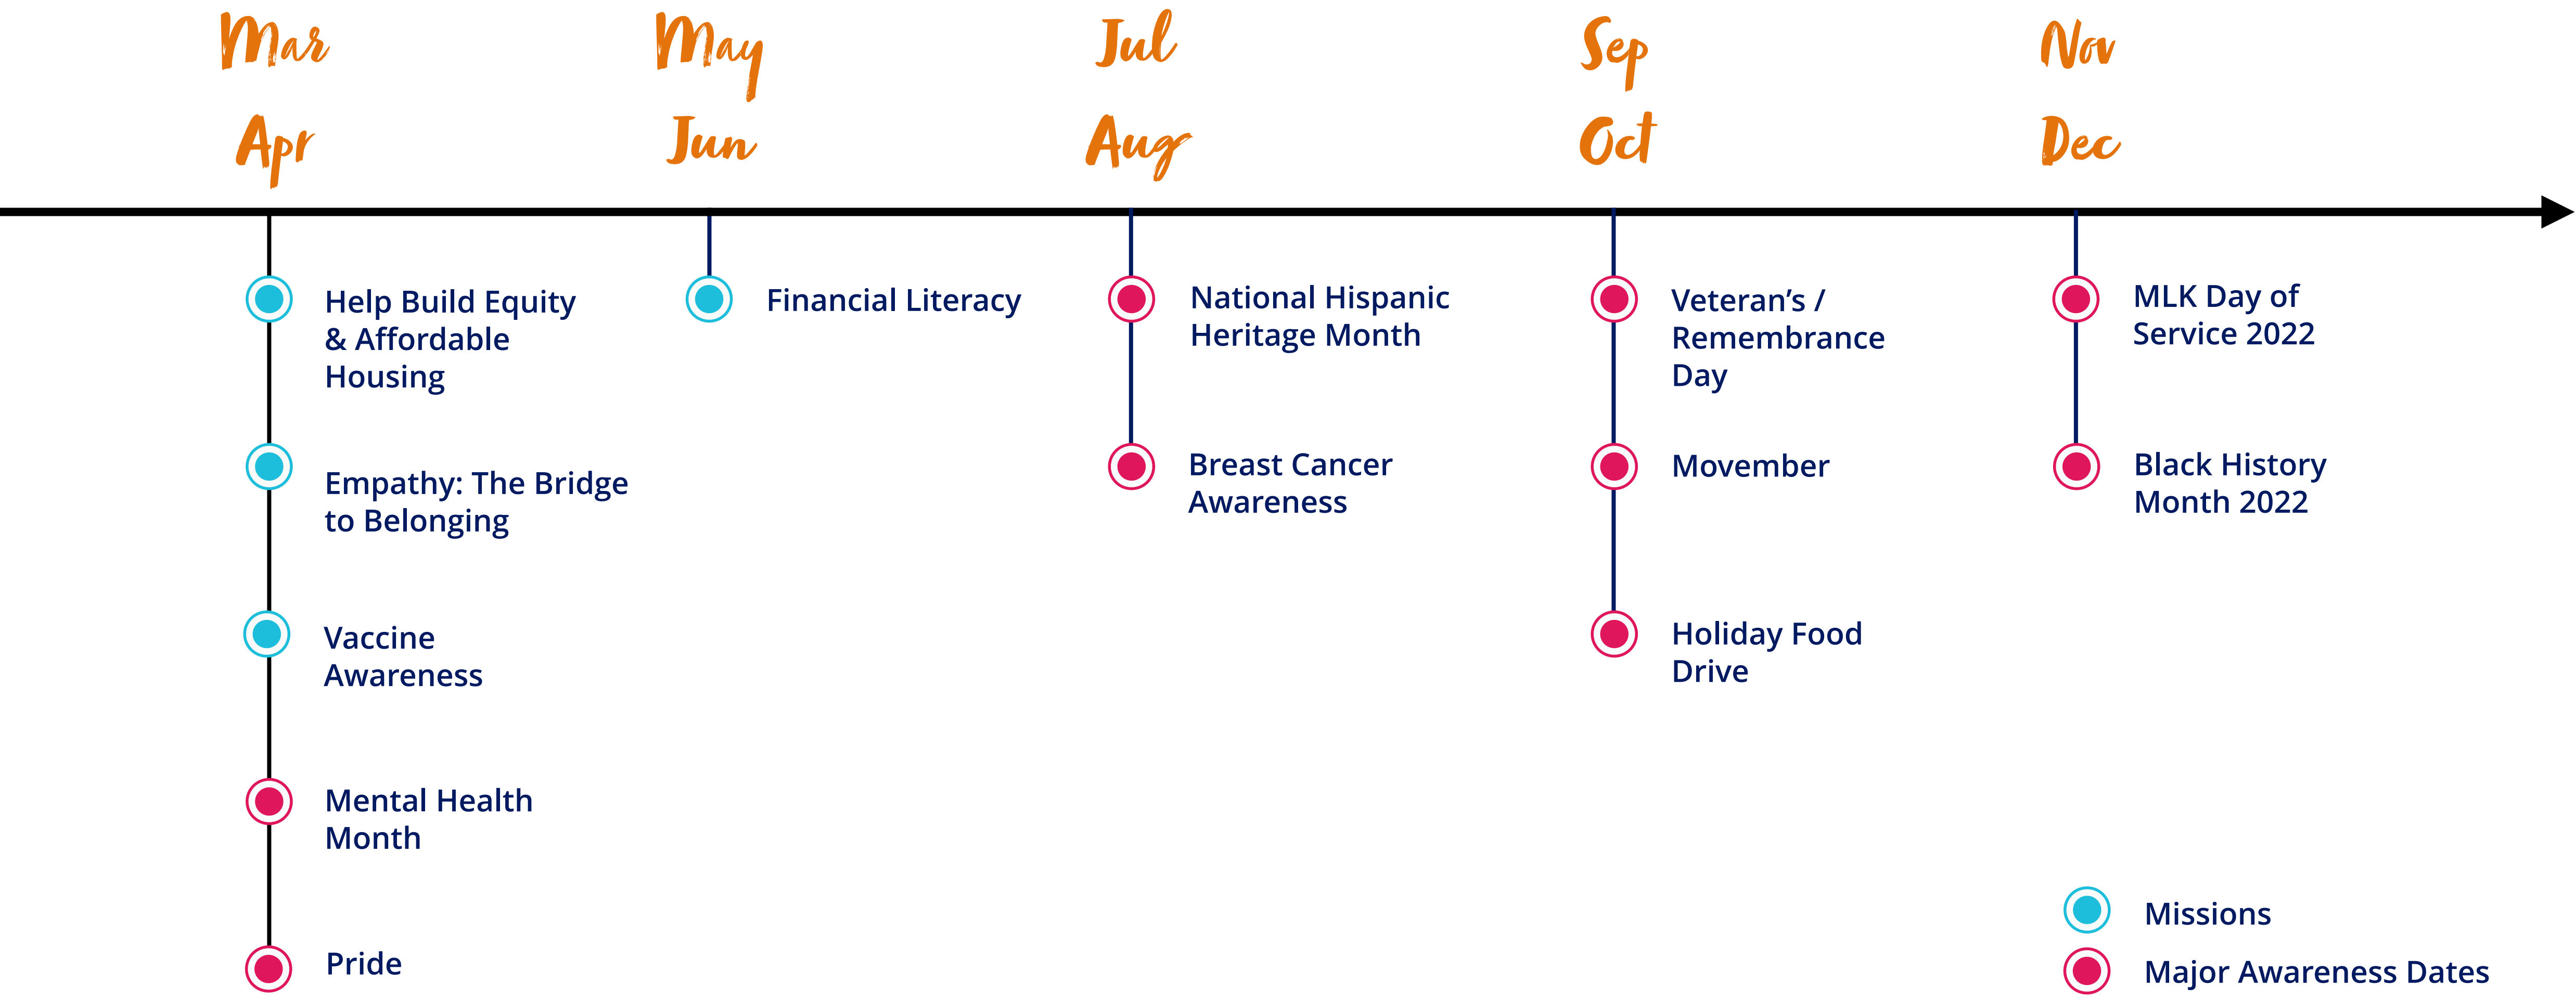 Mar
Apr
May
Jun
Jul
Aug
Sep
Oct
Nov
Dec
Help Build Equity
& Affordable
Housing
Empathy: The Bridge
to Belonging
Vaccine
Awareness
Mental Health
Month
Pride
Financial Literacy
National Hispanic
Heritage Month
Breast Cancer
Awareness
Veteran’s /
Remembrance
Day
Movember
Holiday Food
Drive
MLK Day of
Service 2022
Black History
Month 2022
Missions
Major Awareness Dates